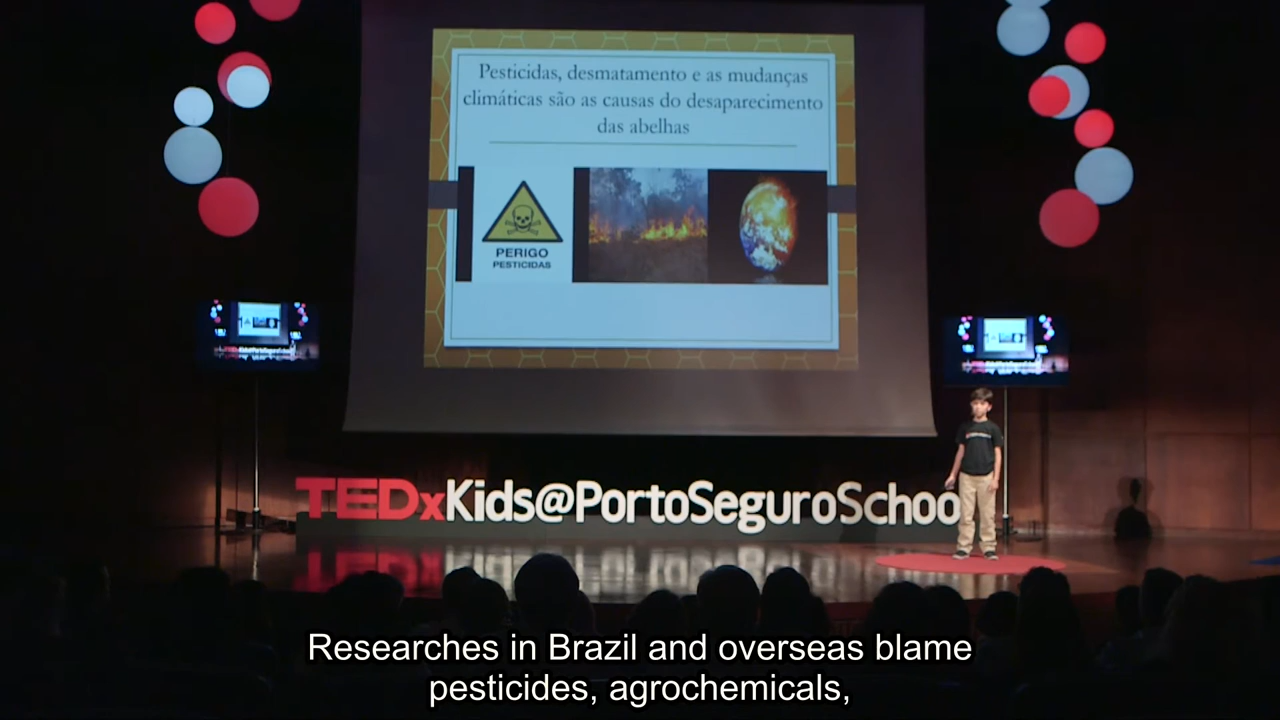 Pesticidas, desmatamento e as mudanças
climáticas são as causas do desaparecimento
das abelhas
PERIGO
PESTICIDAS
TEDxKids@PortoSeguroSchoo
Researches in Brazil and overseas blame
pesticides, agrochemicals,